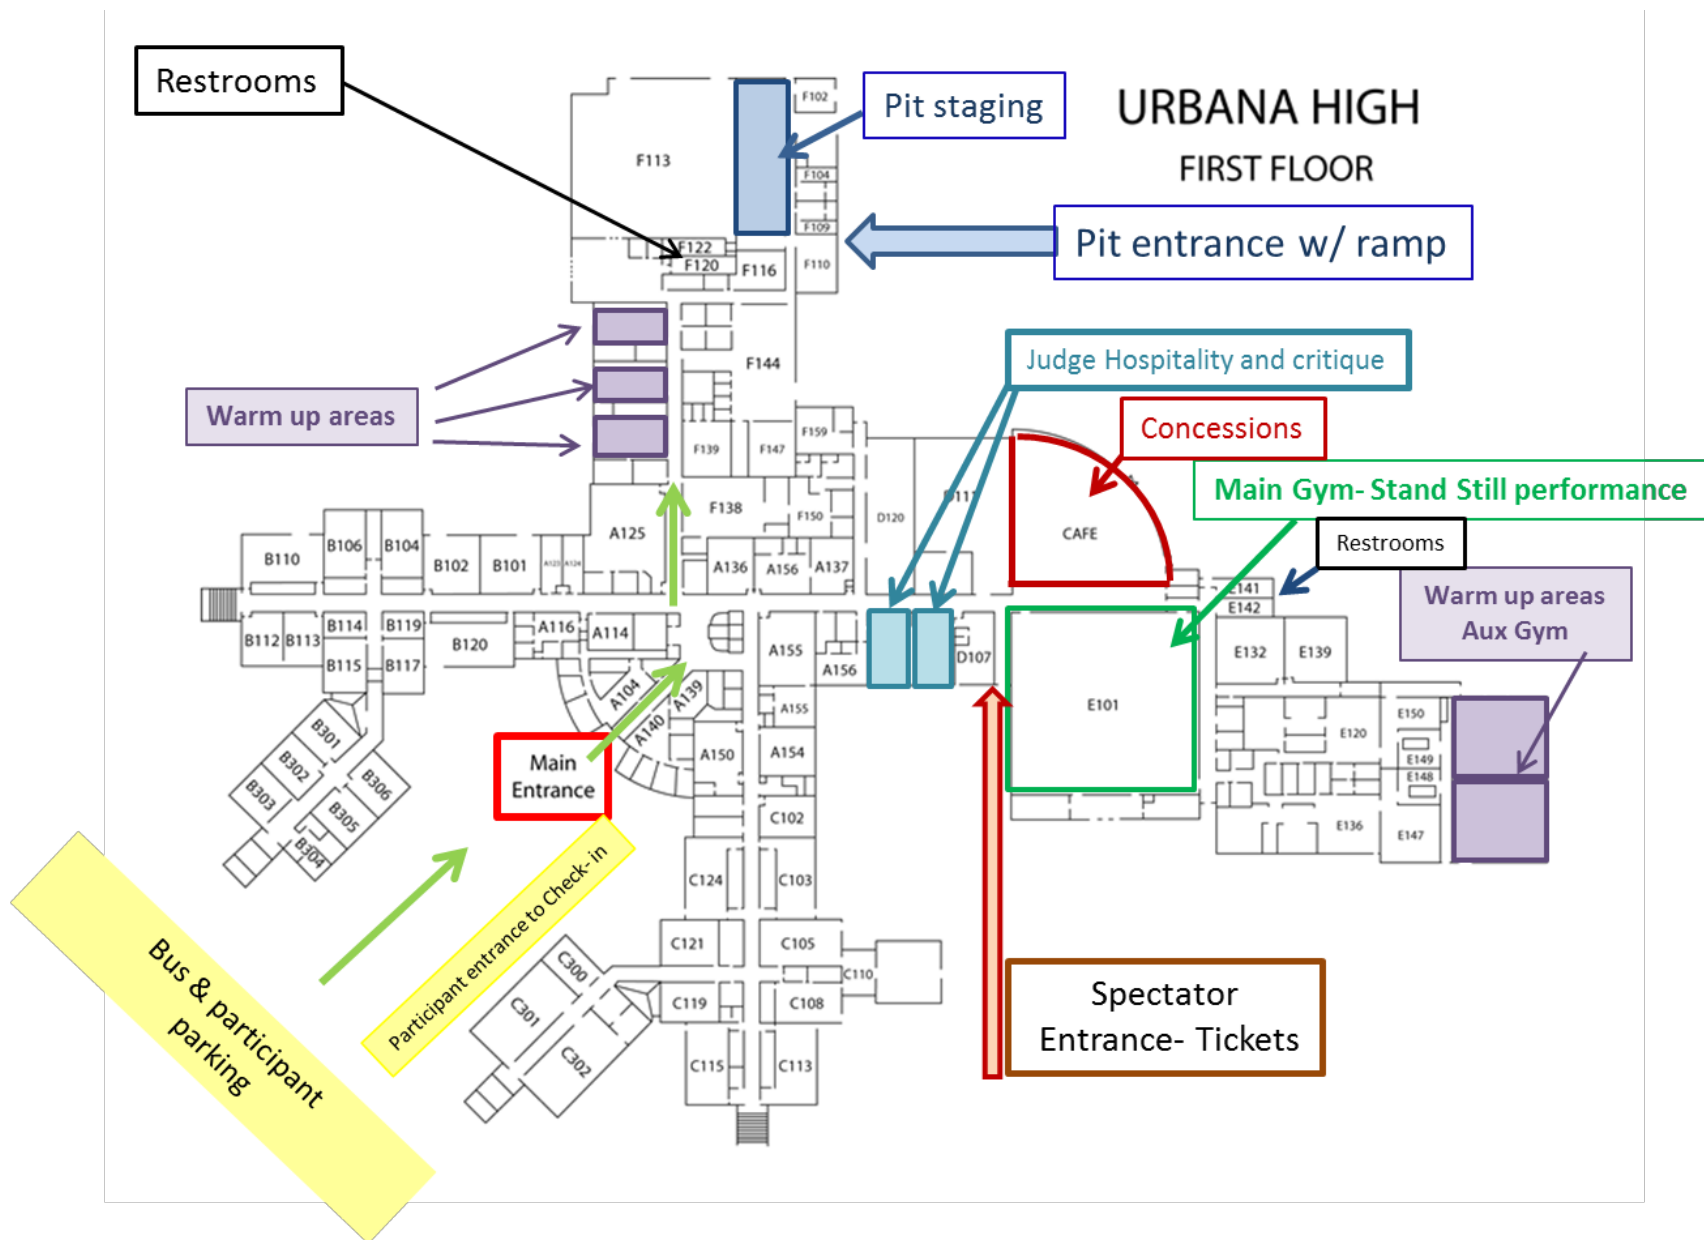 Restrooms
Pit staging
URBANA HIGH
FIRST FLOOR
Pit entrance w/ ramp
F102
F113
F104
F109
F110
F122
F120
F116
F144
Judge Hospitality and critique
Warm up areas
Concessions
F159
F139
F147
Main Gym- Stand Still performance
D111
D120
CAFE
F138
F150
A125
Restrooms
B106
B104
B110
B102
B101
A123
A124
A136
A156
A137
E141
E142
Warm up areas
Aux Gym
B112
B113
B114
B119
B120
A116
A114
A155
B115
B117
A156
D107
E132
E139
A104
A139
A140
A155
E101
E150
E120
B301
B302
B303
B306
B305
B304
Main
Entrance
A150
A154
E149
E148
C102
E136
E147
Participant entrance to Check- in
C124
C103
Bus & participant
parking
C121
C105
C110
C300
C301
C302
C119
C108
C115
C113
Spectator
Entrance- Tickets